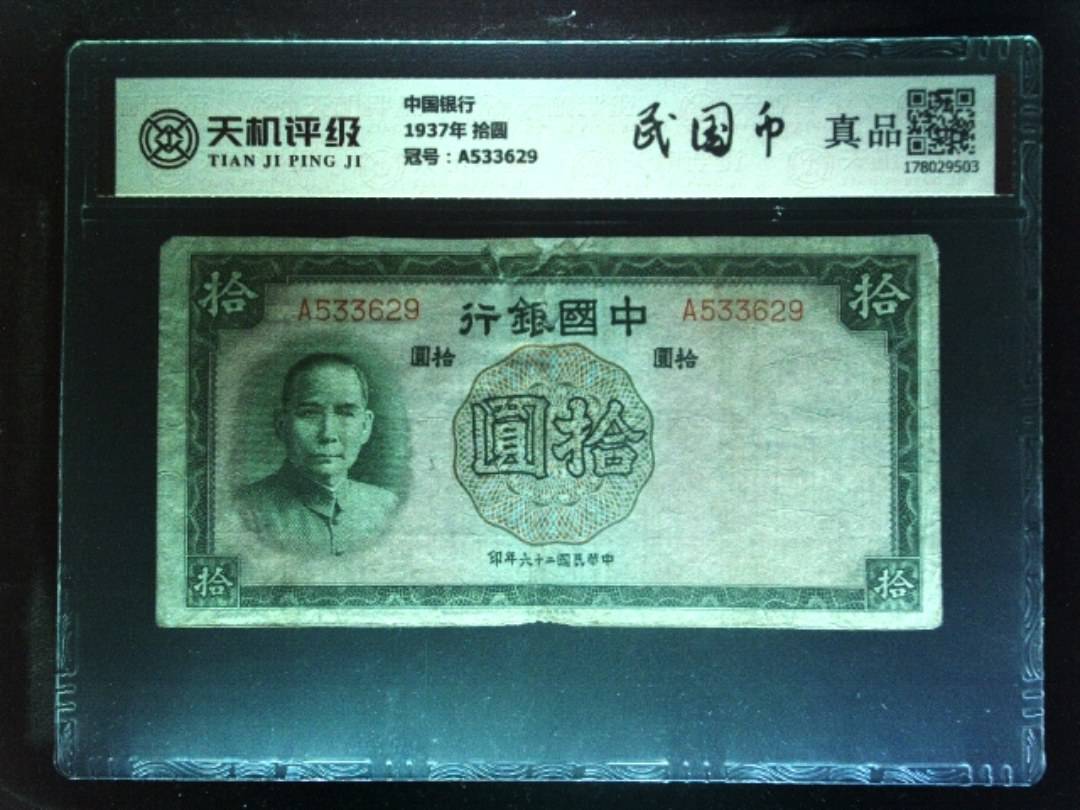 天机评级
TIAN JI PING JI
中国银行
1937年 拾圆
冠号：A533629
民国币
真品
178029503
拾
拾
A533629
中國銀行
A533629
拾圓
拾圓
拾圓
中華民國二十六年印
拾
拾